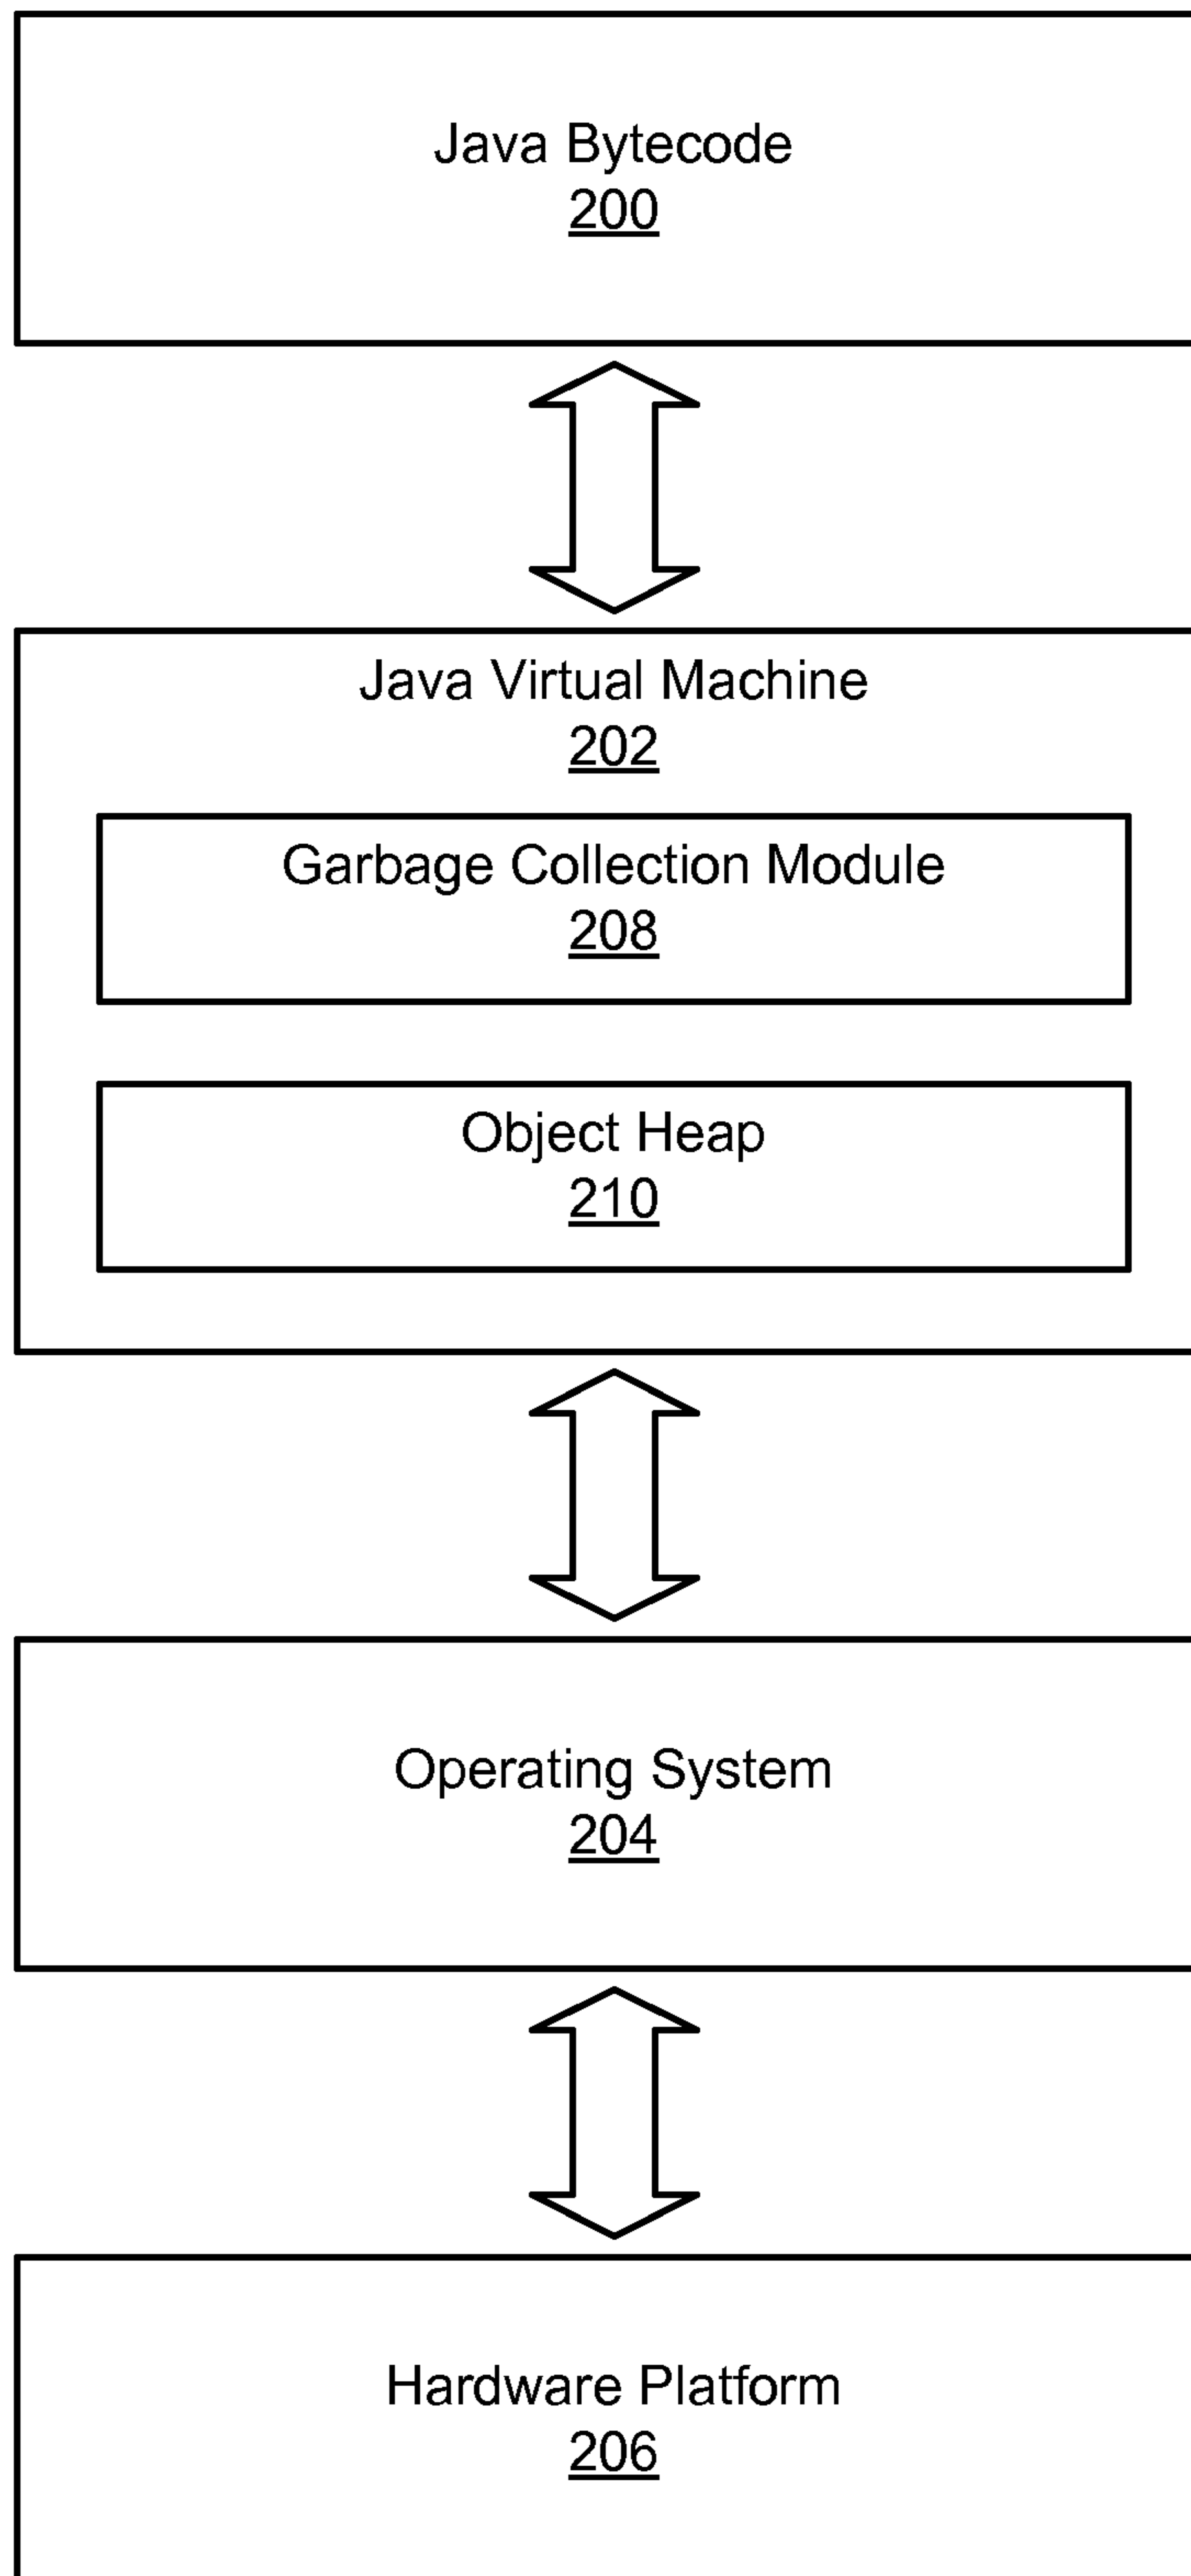 Java Bytecode
200
Java Virtual Machine
202
Garbage Collection Module
208
Object Heap
210
Operating System
204
Hardware Platform
206